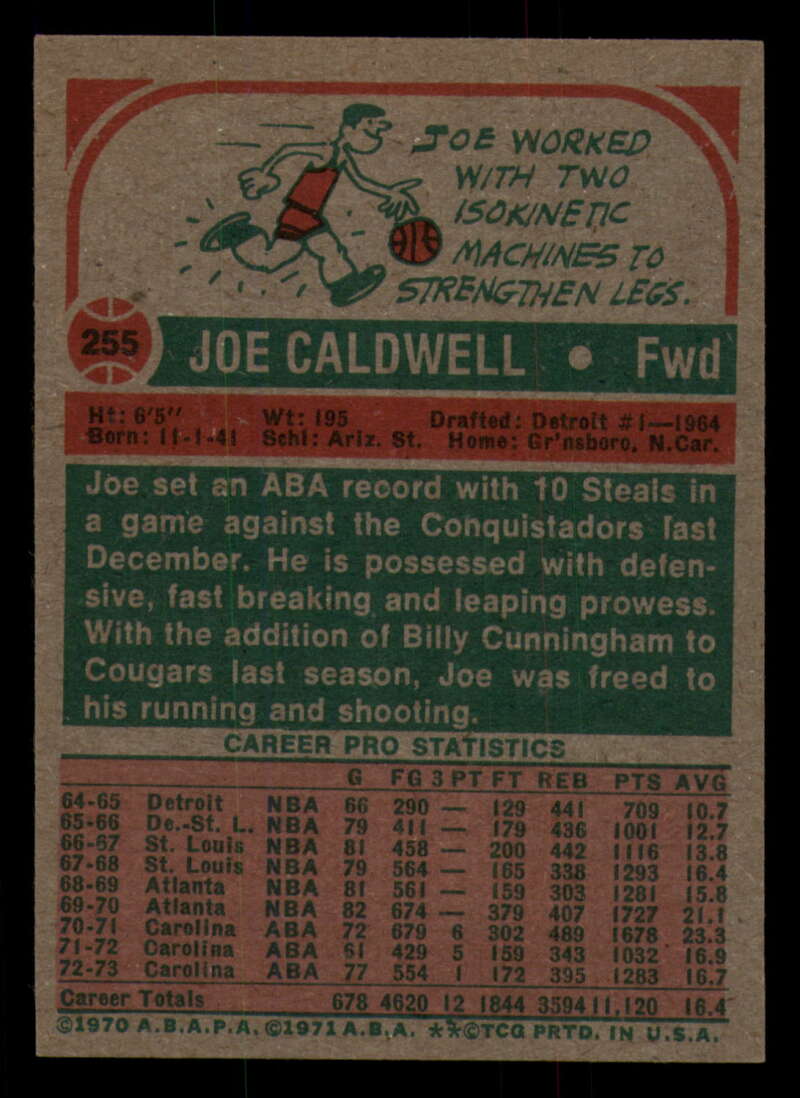 JOE WORKED
WITH TWO
ISOKINETIC
MACHINES TO
STRENGTHEN LEGS.
255 JOE CALDWELL • Fwd
Ht: 6'5" Wt: 195 Drafted: Detroit #1—1964
Born: 11-1-41 Schl: Ariz. St. Home: Gr'nsboro, N.Car.
Joe set an ABA record with 10 Steals in
a game against the Conquistadors last
December. He is possessed with defen-
sive, fast breaking and leaping prowess.
With the addition of Billy Cunningham to
Cougars last season, Joe was freed to
his running and shooting.
CAREER PRO STATISTICS
G FG 3 PT FT REB PTS AVG
64-65 Detroit NBA 66 290 — 129 441 709 10.7
65-66 De.-St. L. NBA 79 411 — 179 436 1001 12.7
66-67 St. Louis NBA 81 458 — 200 442 1116 13.8
67-68 St. Louis NBA 79 564 — 165 338 1293 16.4
68-69 Atlanta NBA 81 561 — 159 303 1281 15.8
69-70 Atlanta NBA 82 674 — 379 407 1727 21.1
70-71 Carolina ABA 72 679 6 302 489 1678 23.3
71-72 Carolina ABA 61 429 5 159 343 1032 16.9
72-73 Carolina ABA 77 554 1 172 395 1283 16.7
Career Totals 678 4620 12 1844 3594 11,120 16.4
©1970 A.B.A.P.A. ©1971 A.B.A. **©TCG PRTD. IN U.S.A.